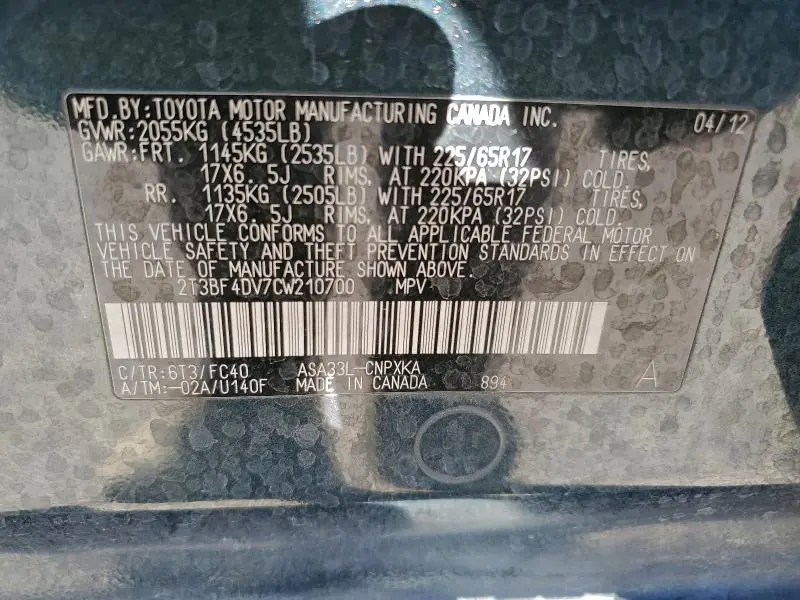 MFD.BY:TOYOTA MOTOR MANUFACTURING CANADA INC. 04/12
GVWR:2055KG (4535LB)
GAWR:FRT. 1145KG (2535LB) WITH 225/65R17 TIRES,
17X6.5J RIMS, AT 220KPA (32PSI) COLD.
RR. 1135KG (2505LB) WITH 225/65R17 TIRES,
17X6.5J RIMS, AT 220KPA (32PSI) COLD.
THIS VEHICLE CONFORMS TO ALL APPLICABLE FEDERAL MOTOR
VEHICLE SAFETY AND THEFT PREVENTION STANDARDS IN EFFECT ON
THE DATE OF MANUFACTURE SHOWN ABOVE.
2T3BF4DV7CW210700 MPV
C/TR:6T3/FC40 ASA33L-CNPXKA
A/TM:-02A/U140F MADE IN CANADA 894 A